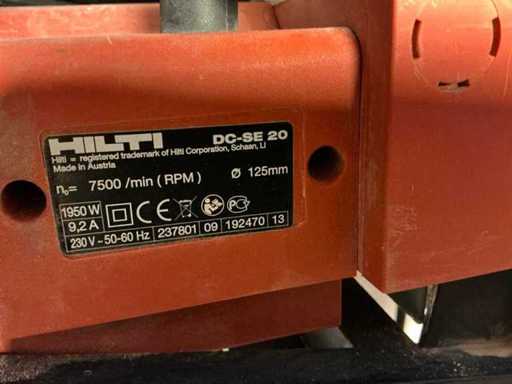 HILTI DC-SE 20
Hilti = registered trademark of Hilti Corporation, Schaan, LI
Made in Austria
n₀= 7500 /min ( RPM ) Ø 125mm
1950 W
9,2 A CE
230 V ~ 50-60 Hz 237801 09 192470 13